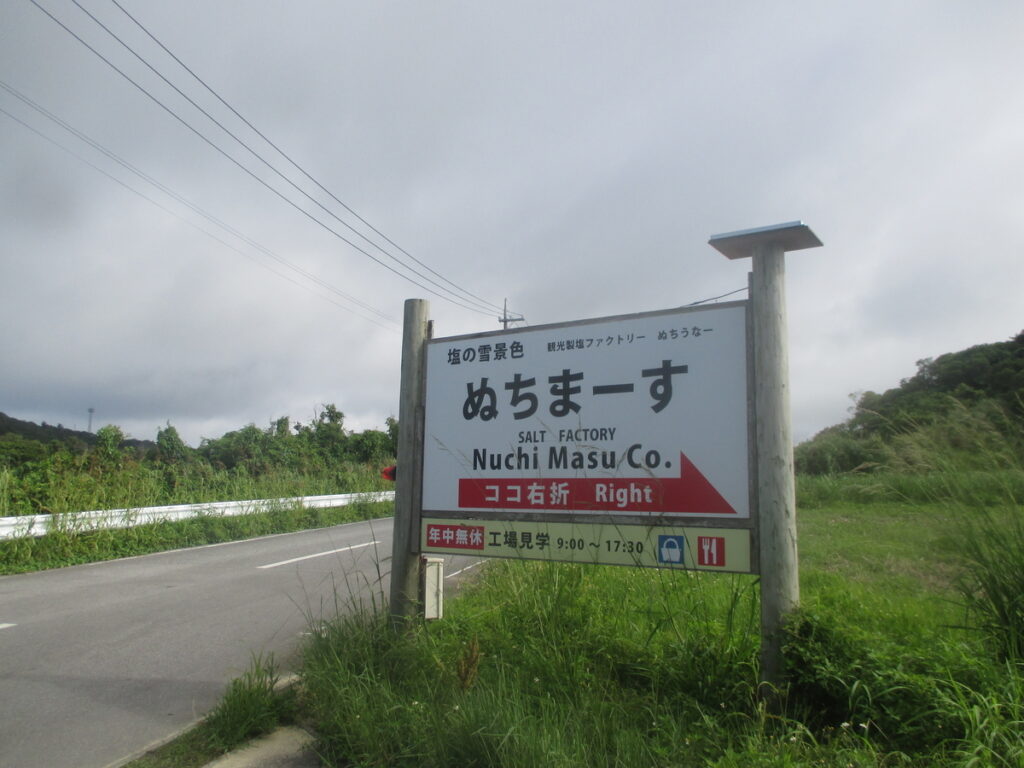 塩の雪景色 観光製塩ファクトリー ぬちうなー
ぬちまーす
SALT FACTORY
Nuchi Masu Co.
ココ右折 Right
年中無休 工場見学 9:00 ～ 17:30